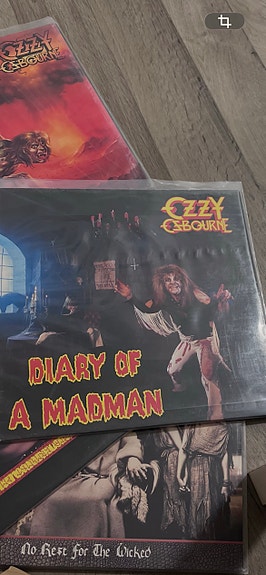 OZZY
OSBOURNE
OZZY
OSBOURNE
DIARY OF
A MADMAN
No Rest for The Wicked